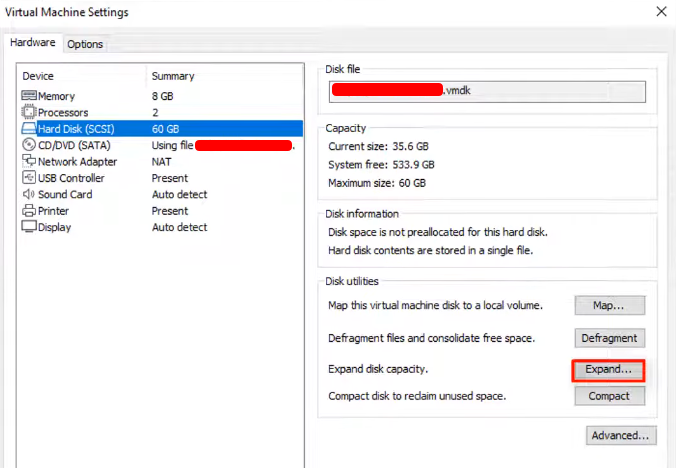 Virtual Machine Settings
Hardware Options
Device Summary
Memory 8 GB
Processors 2
Hard Disk (SCSI) 60 GB
CD/DVD (SATA) Using file .
Network Adapter NAT
USB Controller Present
Sound Card Auto detect
Printer Present
Display Auto detect
Disk file
.vmdk
Capacity
Current size: 35.6 GB
System free: 533.9 GB
Maximum size: 60 GB
Disk information
Disk space is not preallocated for this hard disk.
Hard disk contents are stored in a single file.
Disk utilities
Map this virtual machine disk to a local volume. Map...
Defragment files and consolidate free space. Defragment
Expand disk capacity. Expand...
Compact disk to reclaim unused space. Compact
Advanced...